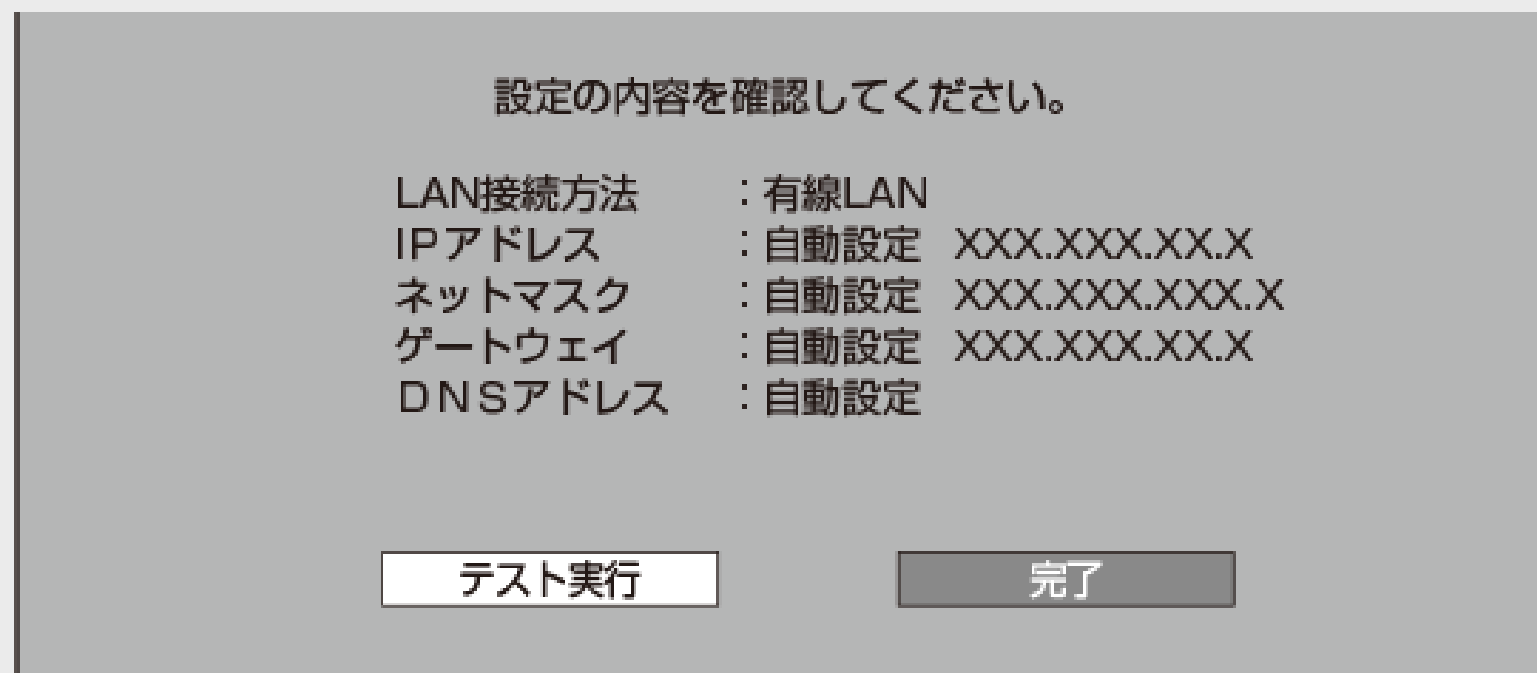 設定の内容を確認してください。
LAN接続方法 :有線LAN
IPアドレス :自動設定 XXX.XXX.XX.X
ネットマスク :自動設定 XXX.XXX.XXX.X
ゲートウェイ :自動設定 XXX.XXX.XX.X
DNSアドレス :自動設定
テスト実行 完了